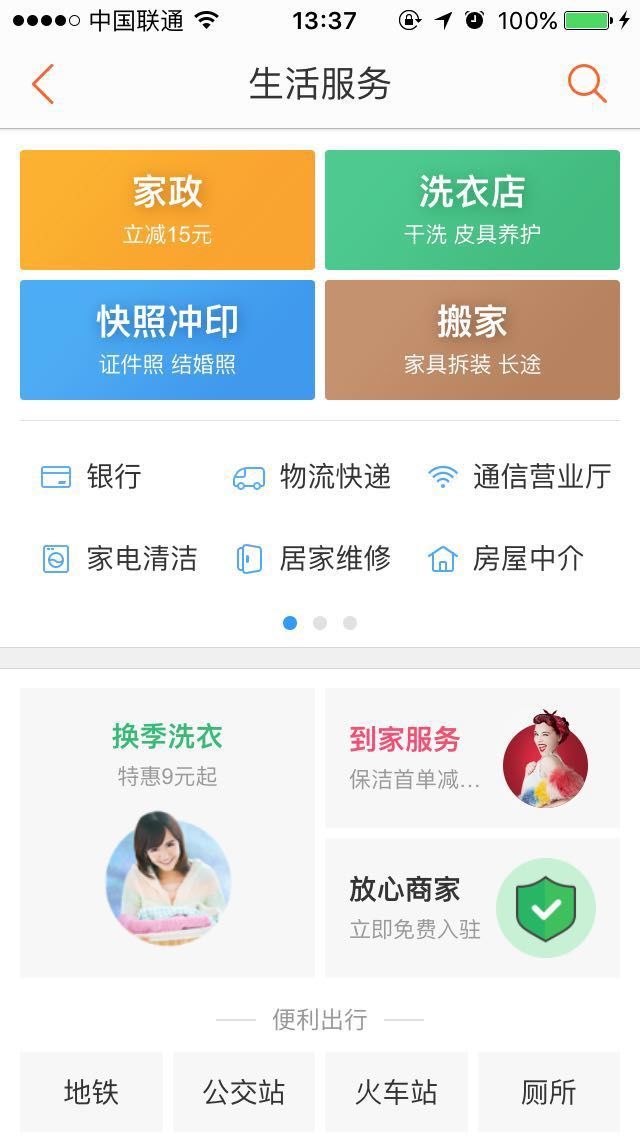 中国联通 13:37 100%
生活服务
家政
立减15元
洗衣店
干洗 皮具养护
快照冲印
证件照 结婚照
搬家
家具拆装 长途
银行
物流快递
通信营业厅
家电清洁
居家维修
房屋中介
换季洗衣
特惠9元起
到家服务
保洁首单减...
放心商家
立即免费入驻
便利出行
地铁
公交站
火车站
厕所